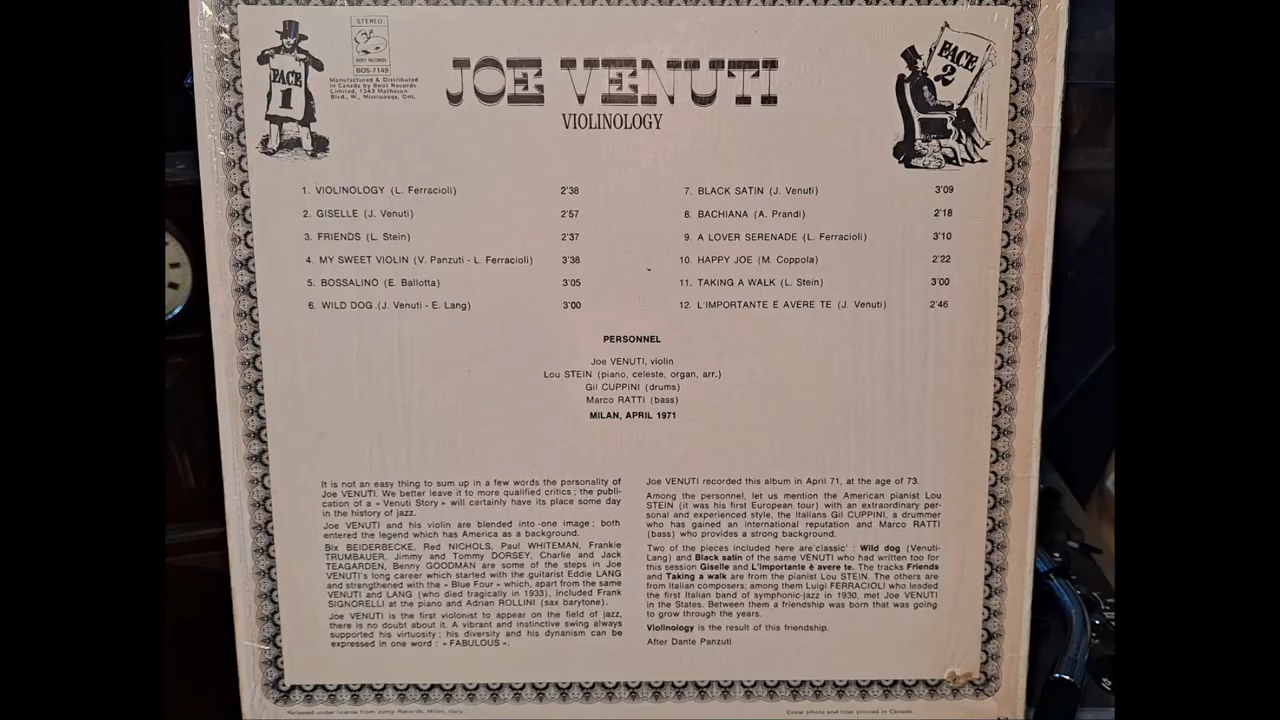 FACE 1
STEREO
BOOT RECORDS
BOS-7149
Manufactured & Distributed
in Canada by Boot Records
Limited, 1343 Matheson
Blvd., W., Mississauga, Ont.
JOE VENUTI
VIOLINOLOGY
FACE 2
1. VIOLINOLOGY (L. Ferracioli) 2'38
2. GISELLE (J. Venuti) 2'57
3. FRIENDS (L. Stein) 2'37
4. MY SWEET VIOLIN (V. Panzuti - L. Ferracioli) 3'38
5. BOSSALINO (E. Ballotta) 3'05
6. WILD DOG (J. Venuti - E. Lang) 3'00
7. BLACK SATIN (J. Venuti) 3'09
8. BACHIANA (A. Prandi) 2'18
9. A LOVER SERENADE (L. Ferracioli) 3'10
10. HAPPY JOE (M. Coppola) 2'22
11. TAKING A WALK (L. Stein) 3'00
12. L'IMPORTANTE E AVERE TE (J. Venuti) 2'46
PERSONNEL
Joe VENUTI, violin
Lou STEIN (piano, celeste, organ, arr.)
Gil CUPPINI (drums)
Marco RATTI (bass)
MILAN, APRIL 1971
It is not an easy thing to sum up in a few words the personality of
Joe VENUTI. We better leave it to more qualified critics ; the publi-
cation of a « Venuti Story » will certainly have its place some day
in the history of jazz.
Joe VENUTI and his violin are blended into one image ; both
entered the legend which has America as a background.
Bix BEIDERBECKE, Red NICHOLS, Paul WHITEMAN, Frankie
TRUMBAUER, Jimmy and Tommy DORSEY, Charlie and Jack
TEAGARDEN, Benny GOODMAN are some of the steps in Joe
VENUTI's long career which started with the guitarist Eddie LANG
and strengthened with the « Blue Four » which, apart from the same
VENUTI and LANG (who died tragically in 1933), included Frank
SIGNORELLI at the piano and Adrian ROLLINI (sax barytone).
Joe VENUTI is the first violonist to appear on the field of jazz,
there is no doubt about it. A vibrant and instinctive swing always
supported his virtuosity ; his diversity and his dynanism can be
expressed in one word : « FABULOUS ».
Joe VENUTI recorded this album in April 71, at the age of 73.
Among the personnel, let us mention the American pianist Lou
STEIN (it was his first European tour) with an extraordinary per-
sonal and experienced style, the Italians Gil CUPPINI, a drummer
who has gained an international reputation and Marco RATTI
(bass) who provides a strong background.
Two of the pieces included here are 'classic' : Wild dog (Venuti-
Lang) and Black satin of the same VENUTI who had written too for
this session Giselle and L'importante è avere te. The tracks Friends
and Taking a walk are from the pianist Lou STEIN. The others are
from Italian composers; among them Luigi FERRACIOLO who leaded
the first Italian band of symphonic-jazz in 1930, met Joe VENUTI
in the States. Between them a friendship was born that was going
to grow through the years.
Violinology is the result of this friendship.
After Dante Panzuti
Released under license from Jump Records, Milan, Italy.
Cover photo and liner printed in Canada.